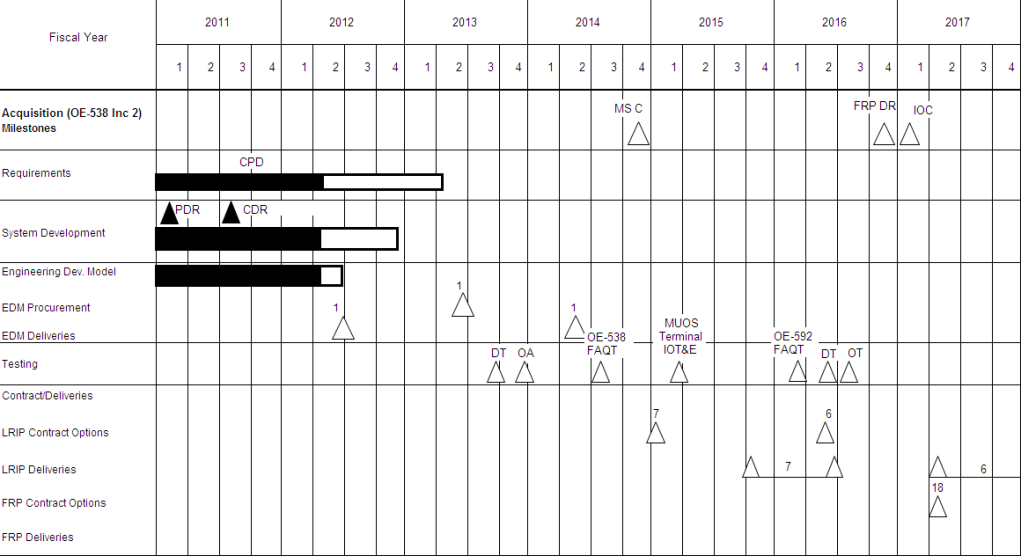 Fiscal Year
2011 2012 2013 2014 2015 2016 2017
1 2 3 4 1 2 3 4 1 2 3 4 1 2 3 4 1 2 3 4 1 2 3 4 1 2 3 4
Acquisition (OE-538 Inc 2)
Milestones
MS C
FRP DR
IOC
Requirements
CPD
PDR
CDR
System Development
Engineering Dev. Model
EDM Procurement
1
1
1
EDM Deliveries
OE-538
FAQT
MUOS
Terminal
IOT&E
OE-592
FAQT
Testing
DT OA
DT OT
Contract/Deliveries
LRIP Contract Options
7
6
LRIP Deliveries
7
6
FRP Contract Options
18
FRP Deliveries